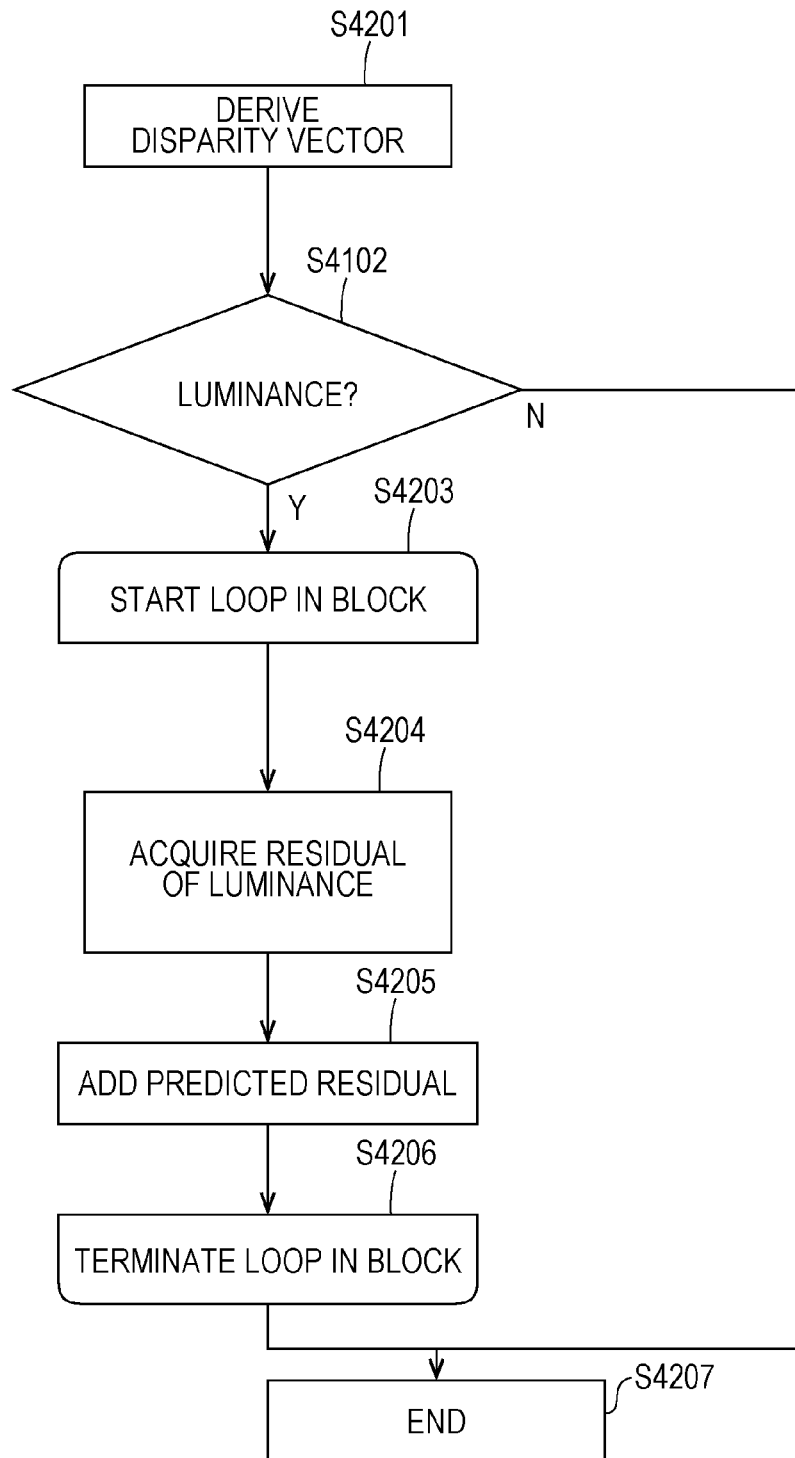 S4201
DERIVE
DISPARITY VECTOR
S4102
LUMINANCE?
N
Y
S4203
START LOOP IN BLOCK
S4204
ACQUIRE RESIDUAL
OF LUMINANCE
S4205
ADD PREDICTED RESIDUAL
S4206
TERMINATE LOOP IN BLOCK
S4207
END